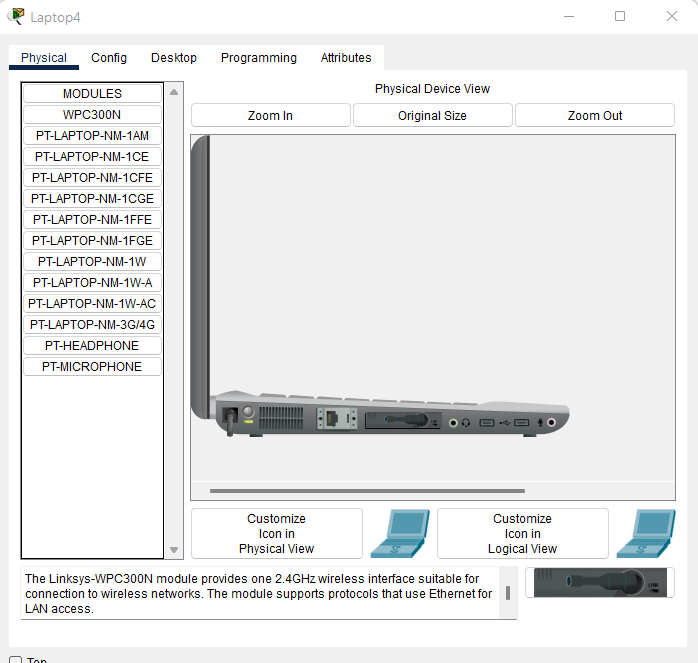 Laptop4
Physical
Config
Desktop
Programming
Attributes
MODULES
WPC300N
PT-LAPTOP-NM-1AM
PT-LAPTOP-NM-1CE
PT-LAPTOP-NM-1CFE
PT-LAPTOP-NM-1CGE
PT-LAPTOP-NM-1FFE
PT-LAPTOP-NM-1FGE
PT-LAPTOP-NM-1W
PT-LAPTOP-NM-1W-A
PT-LAPTOP-NM-1W-AC
PT-LAPTOP-NM-3G/4G
PT-HEADPHONE
PT-MICROPHONE
Physical Device View
Zoom In
Original Size
Zoom Out
Customize
Icon in
Physical View
Customize
Icon in
Logical View
The Linksys-WPC300N module provides one 2.4GHz wireless interface suitable for
connection to wireless networks. The module supports protocols that use Ethernet for
LAN access.
LINK
Top